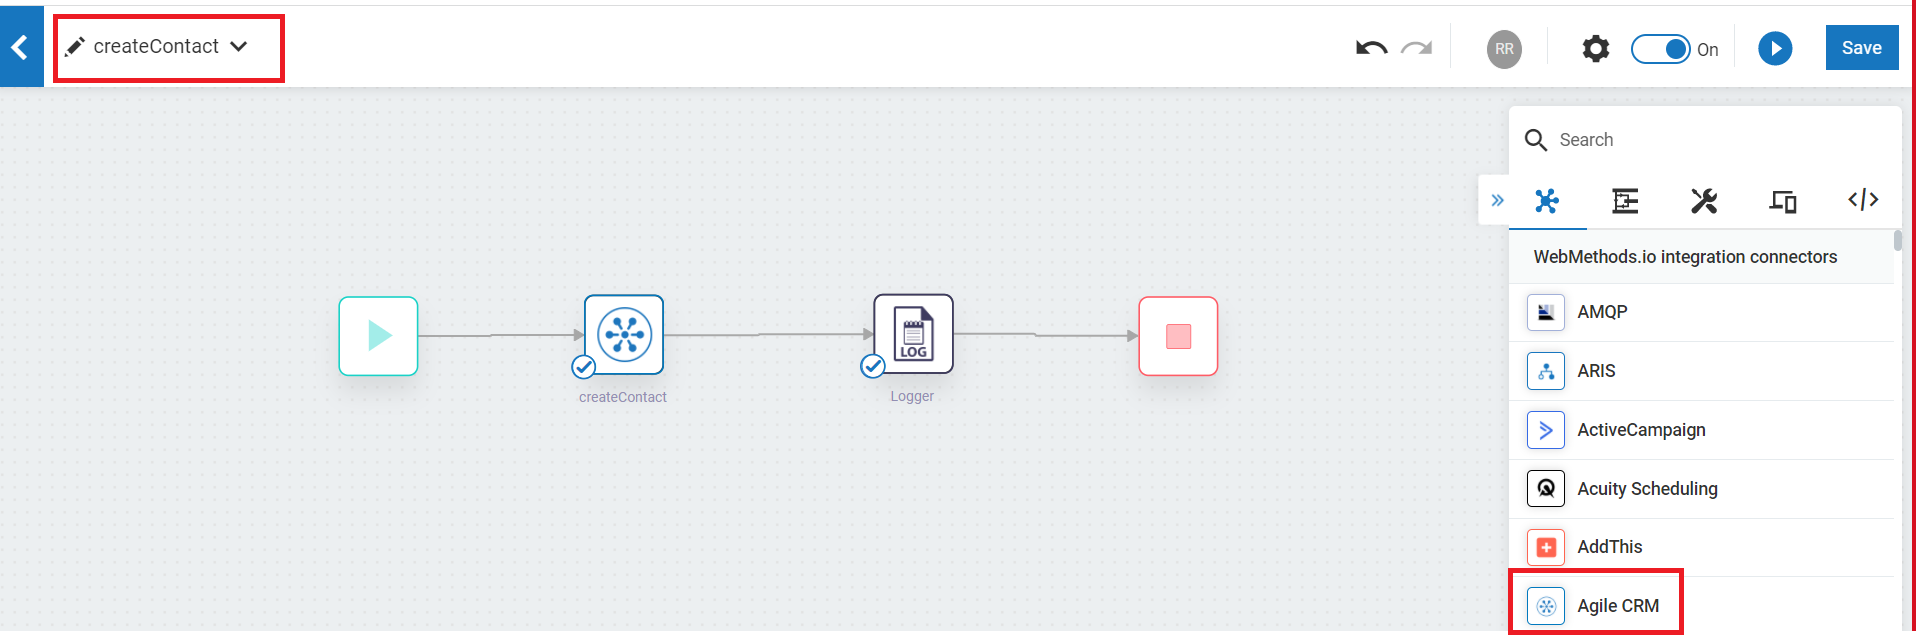 createContact
RR
On
Save
Search
WebMethods.io integration connectors
AMQP
ARIS
ActiveCampaign
Acuity Scheduling
AddThis
Agile CRM
LOG
createContact
Logger